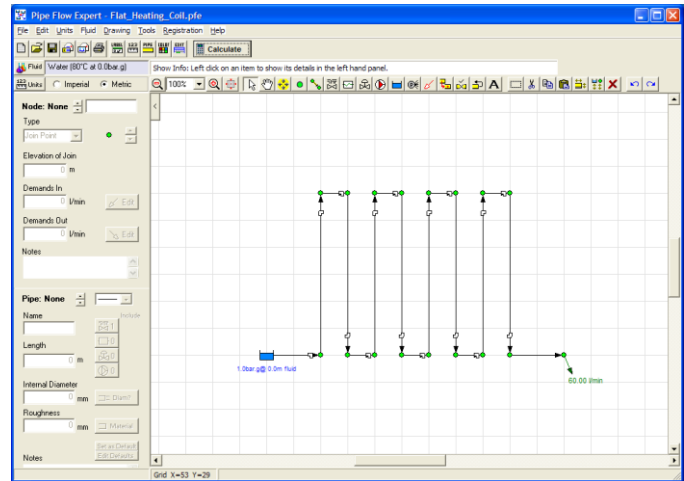 Pipe Flow Expert - Flat_Heating_Coil.pfe
File Edit Units Fluid Drawing Tools Registration Help
Calculate
Fluid Water (80°C at 0.0bar.g) Show Info: Left click on an item to show its details in the left hand panel.
Units Imperial Metric 100% A
Node: None
Type
Join Point
Elevation of Join
0 m
Demands In
0 l/min Edit
Demands Out
0 l/min Edit
Notes
Pipe: None
Name Include
1
Length 0
0 m 0
0
Internal Diameter
0 mm Diam?
Roughness
0 mm Material
Set as Default
Notes Edit Defaults
1.0bar.g@ 0.0m fluid
60.00 l/min
Grid X=53 Y=29